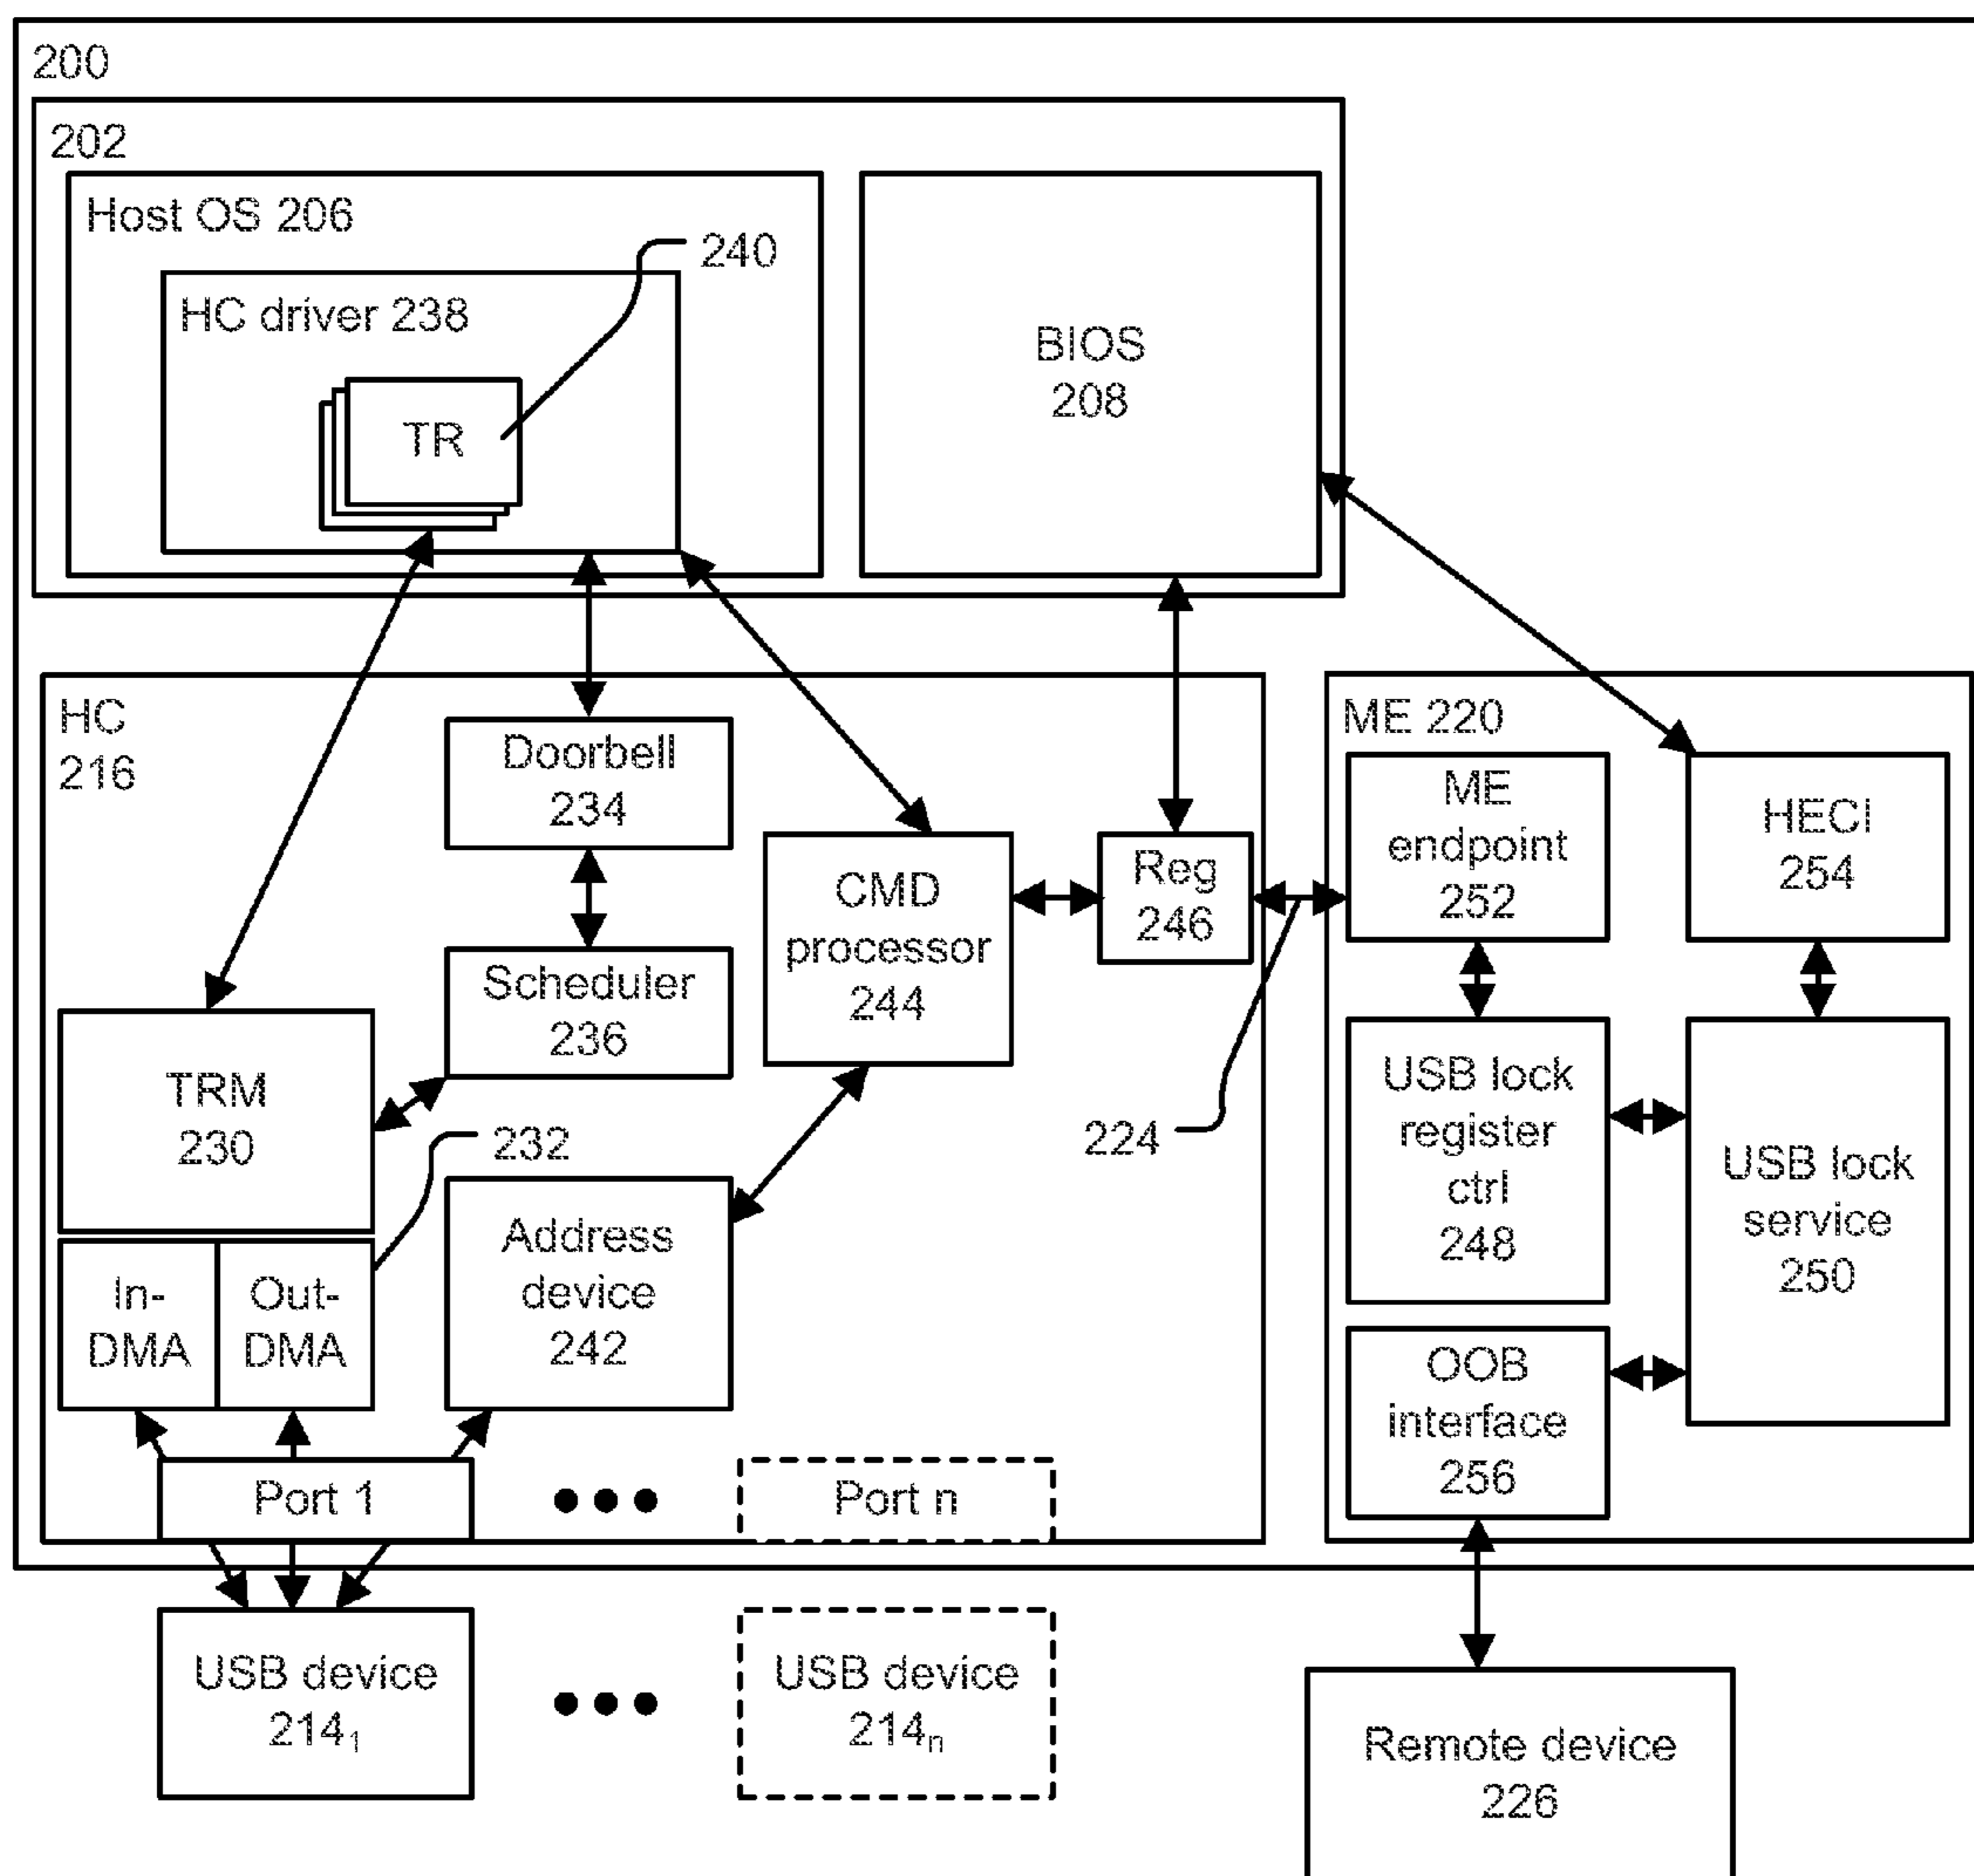 200
202
Host OS 206
240
HC driver 238
TR
BIOS
208
HC
216
Doorbell
234
CMD
processor
244
Reg
246
Scheduler
236
TRM
230
232
224
In-
DMA
Out-
DMA
Address
device
242
Port 1
Port n
ME 220
ME
endpoint
252
HECI
254
USB lock
register
ctrl
248
USB lock
service
250
OOB
interface
256
USB device
214₁
USB device
214ₙ
Remote device
226